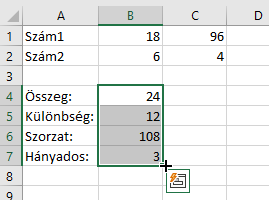 A B C D
1 Szám1 18 96
2 Szám2 6 4
3
4 Összeg: 24
5 Különbség: 12
6 Szorzat: 108
7 Hányados: 3
8
9